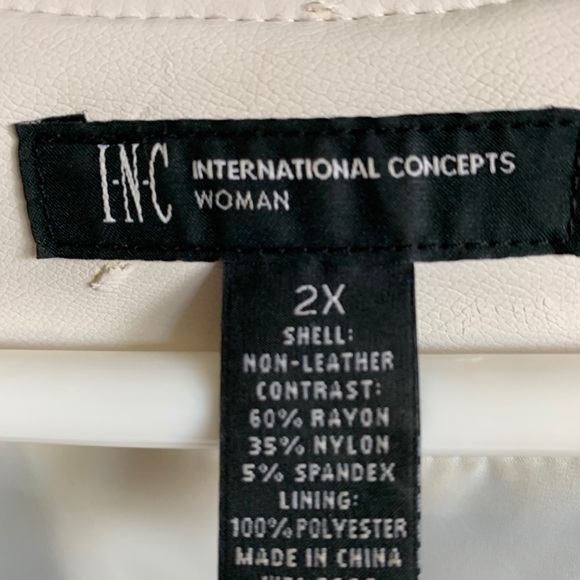 I·N·C INTERNATIONAL CONCEPTS
WOMAN
2X
SHELL:
NON-LEATHER
CONTRAST:
60% RAYON
35% NYLON
5% SPANDEX
LINING:
100% POLYESTER
MADE IN CHINA